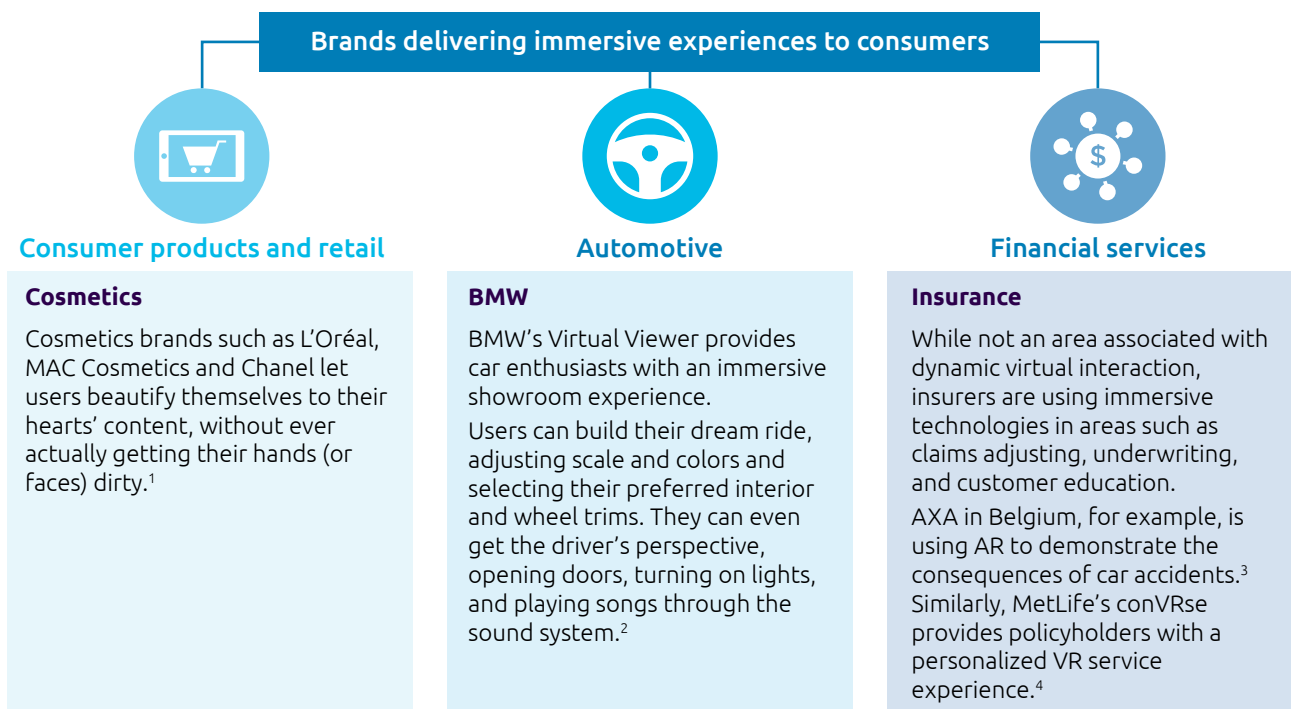 Brands delivering immersive experiences to consumers
$
Consumer products and retail
Cosmetics
Cosmetics brands such as L’Oréal,
MAC Cosmetics and Chanel let
users beautify themselves to their
hearts’ content, without ever
actually getting their hands (or
faces) dirty.1
Automotive
BMW
BMW’s Virtual Viewer provides
car enthusiasts with an immersive
showroom experience.
Users can build their dream ride,
adjusting scale and colors and
selecting their preferred interior
and wheel trims. They can even
get the driver’s perspective,
opening doors, turning on lights,
and playing songs through the
sound system.2
Financial services
Insurance
While not an area associated with
dynamic virtual interaction,
insurers are using immersive
technologies in areas such as
claims adjusting, underwriting,
and customer education.
AXA in Belgium, for example, is
using AR to demonstrate the
consequences of car accidents.3
Similarly, MetLife’s conVRse
provides policyholders with a
personalized VR service
experience.4